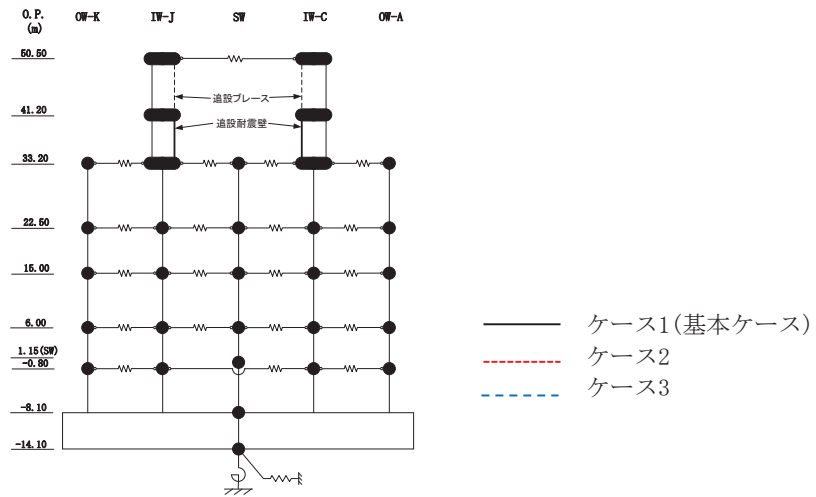 O.P.
(m)
OW-K IW-J SW IW-C OW-A
50.50
追設ブレース
41.20
追設耐震壁
33.20
22.50
15.00
6.00
1.15(SW)
-0.80
-8.10
-14.10
ケース1(基本ケース)
ケース2
ケース3